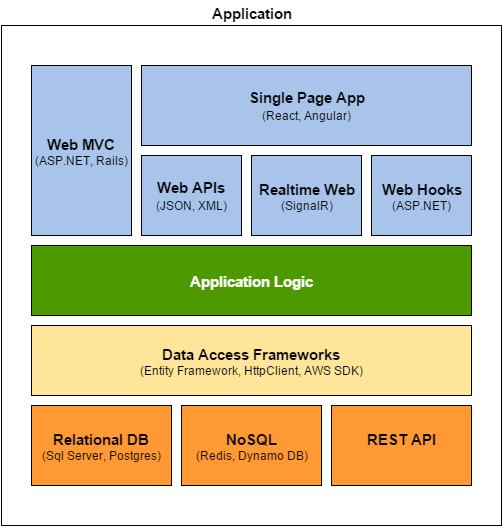 Application
Web MVC
(ASP.NET, Rails)
Single Page App
(React, Angular)
Web APIs
(JSON, XML)
Realtime Web
(SignalR)
Web Hooks
(ASP.NET)
Application Logic
Data Access Frameworks
(Entity Framework, HttpClient, AWS SDK)
Relational DB
(Sql Server, Postgres)
NoSQL
(Redis, Dynamo DB)
REST API